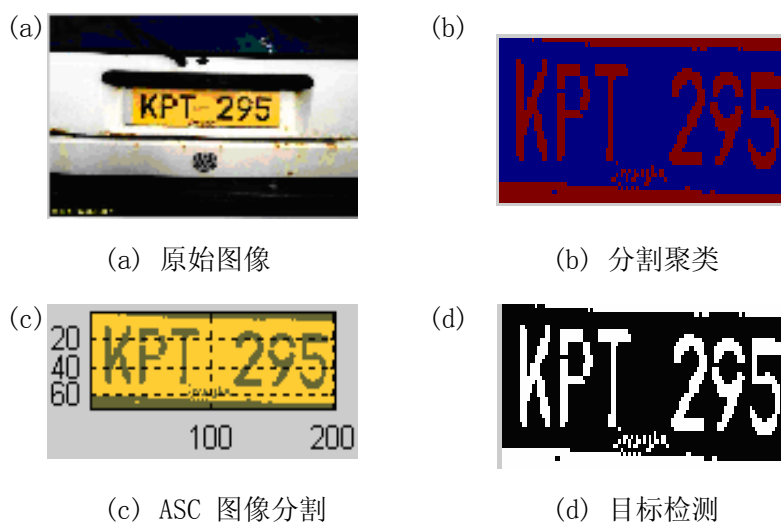 (a)
KPT 295
(a) 原始图像
(b)
KPT 295
(b) 分割聚类
(c)
20
40
60
KPT 295
100 200
(c) ASC 图像分割
(d)
KPT 295
(d) 目标检测